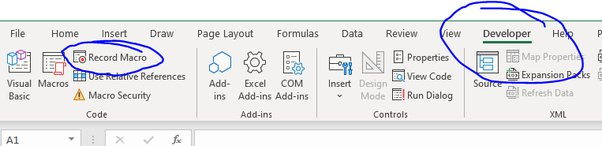 File Home Insert Draw Page Layout Formulas Data Review View Developer Help
Visual Basic
Macros
Record Macro
Use Relative References
Macro Security
Code
Add-ins
Excel Add-ins
COM Add-ins
Add-ins
Insert
Design Mode
Properties
View Code
Run Dialog
Controls
Source
Map Properties
Expansion Packs
Refresh Data
XML
A1
fx